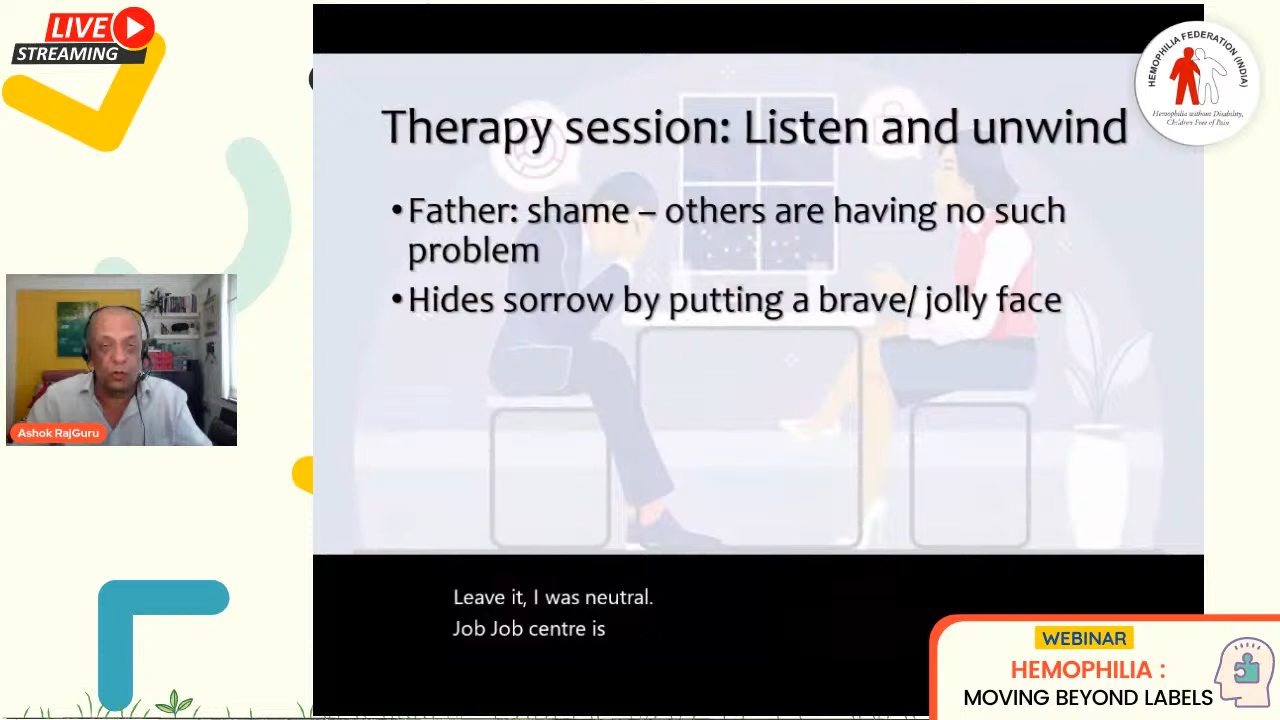 LIVE
STREAMING
HEMOPHILIA FEDERATION (INDIA)
Hemophilia without Disability,
Children Free of Pain.
Therapy session: Listen and unwind
•Father: shame – others are having no such
problem
•Hides sorrow by putting a brave/ jolly face
Ashok RajGuru
Leave it, I was neutral.
Job Job centre is
WEBINAR
HEMOPHILIA :
MOVING BEYOND LABELS